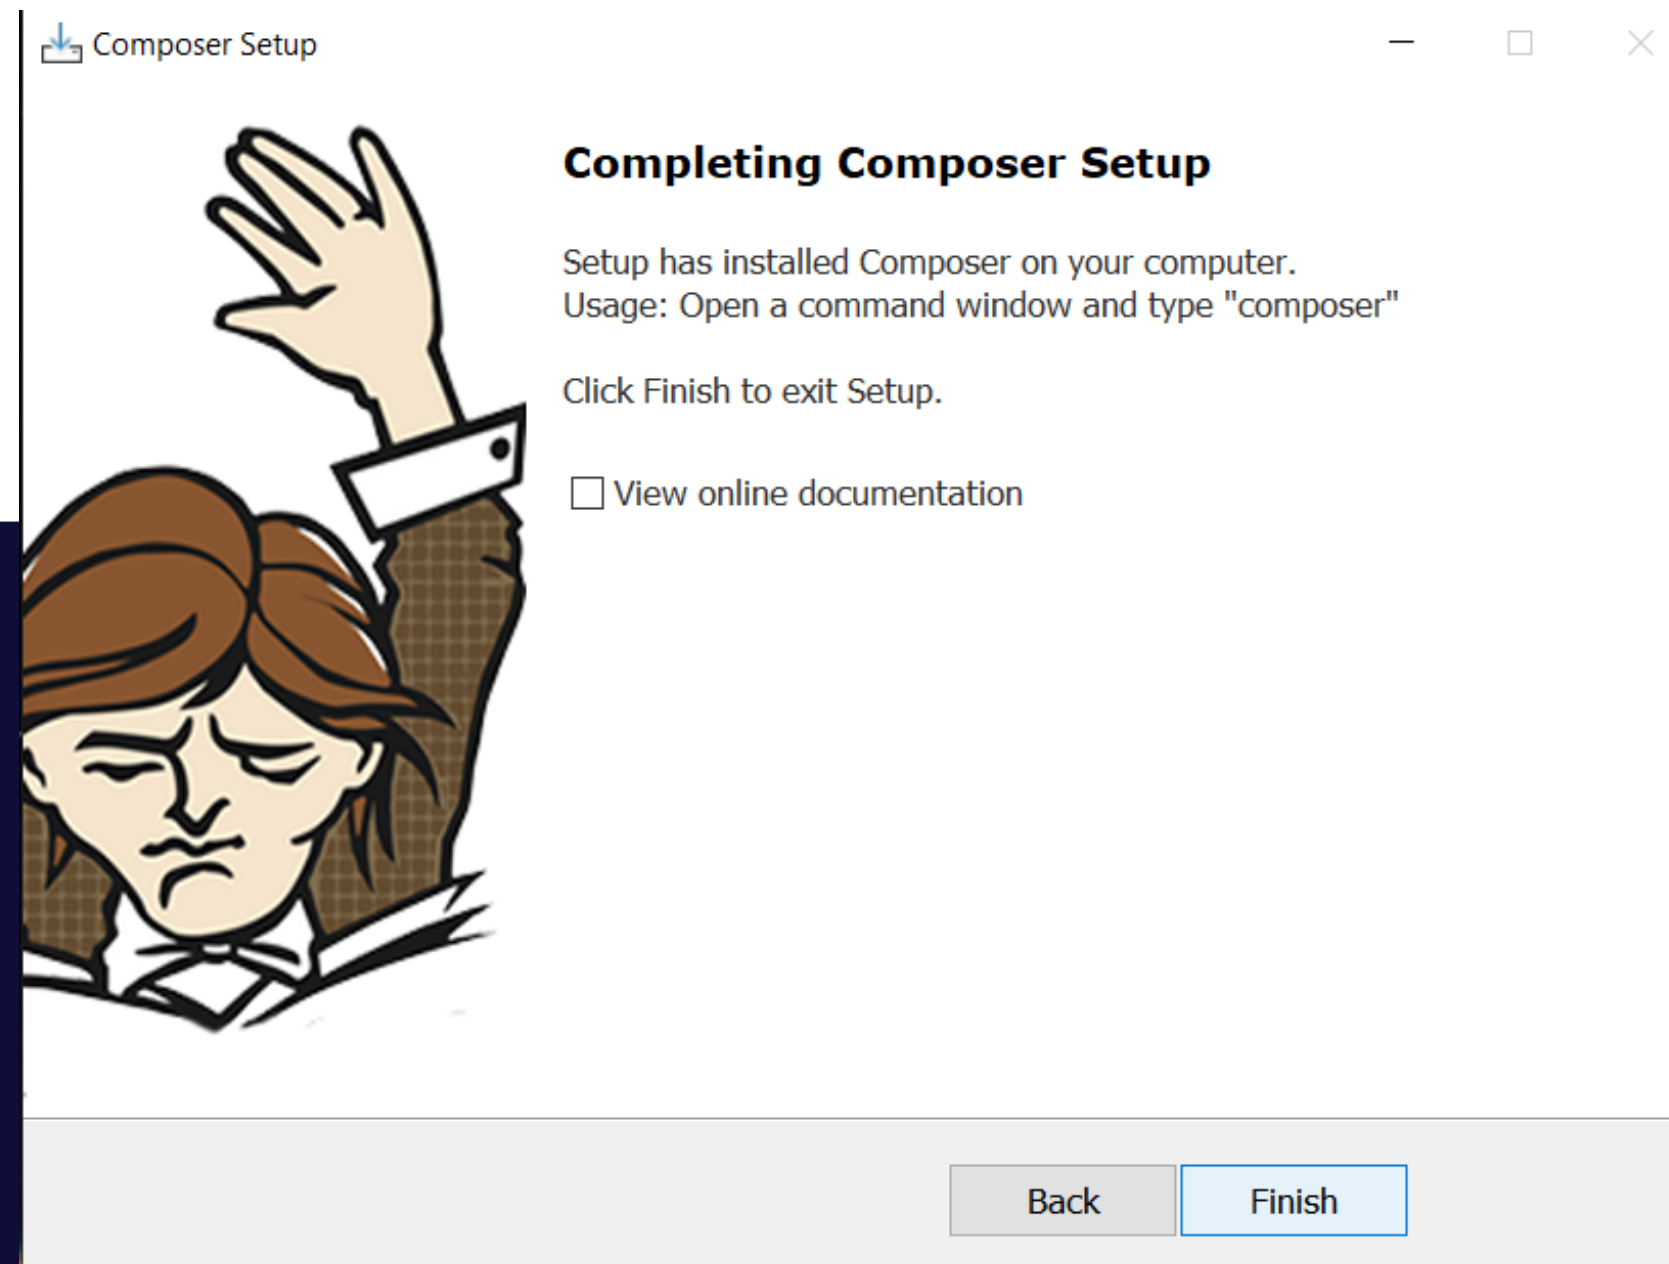 Composer Setup
Completing Composer Setup
Setup has installed Composer on your computer.
Usage: Open a command window and type "composer"
Click Finish to exit Setup.
View online documentation
Back
Finish